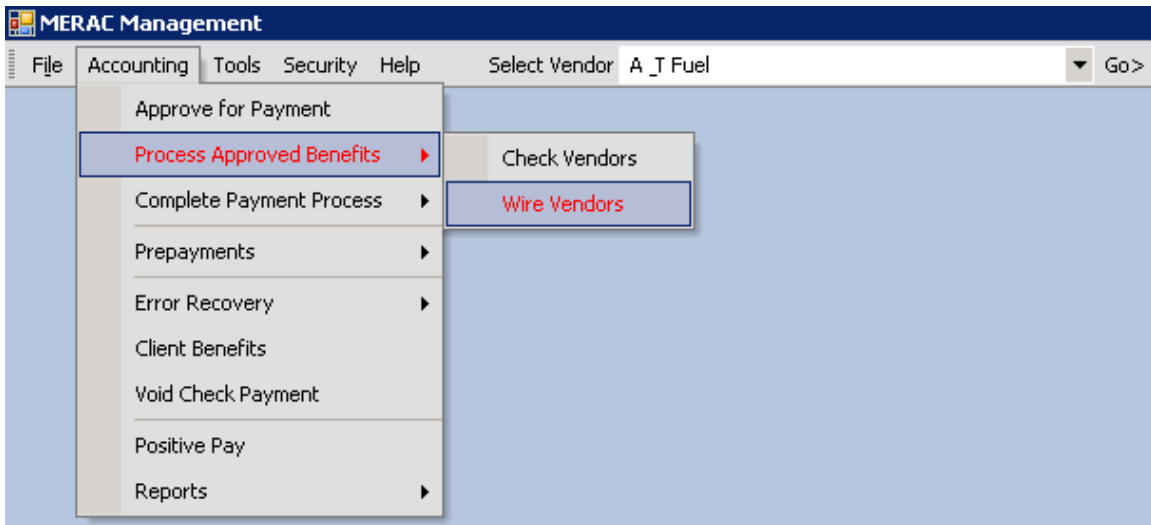 MERAC Management
File Accounting Tools Security Help Select Vendor A _T Fuel Go>
Approve for Payment
Process Approved Benefits
Check Vendors
Wire Vendors
Complete Payment Process
Prepayments
Error Recovery
Client Benefits
Void Check Payment
Positive Pay
Reports